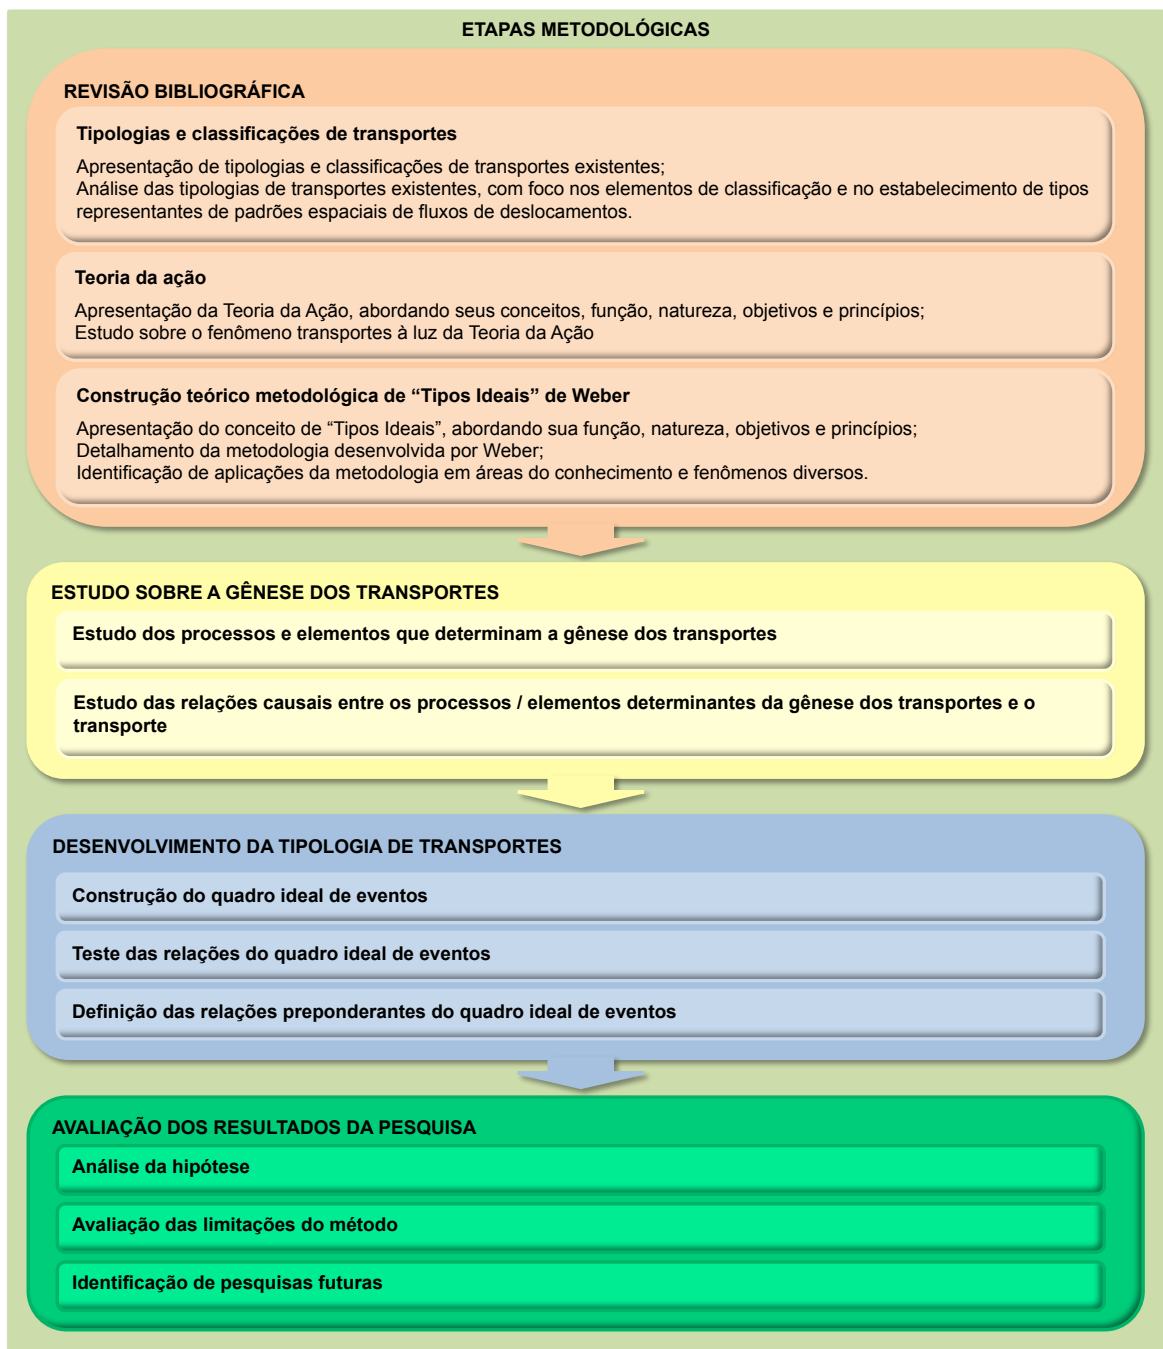 ETAPAS METODOLÓGICAS
REVISÃO BIBLIOGRÁFICA
Tipologias e classificações de transportes
Apresentação de tipologias e classificações de transportes existentes;
Análise das tipologias de transportes existentes, com foco nos elementos de classificação e no estabelecimento de tipos
representantes de padrões espaciais de fluxos de deslocamentos.
Teoria da ação
Apresentação da Teoria da Ação, abordando seus conceitos, função, natureza, objetivos e princípios;
Estudo sobre o fenômeno transportes à luz da Teoria da Ação
Construção teórico metodológica de “Tipos Ideais” de Weber
Apresentação do conceito de “Tipos Ideais”, abordando sua função, natureza, objetivos e princípios;
Detalhamento da metodologia desenvolvida por Weber;
Identificação de aplicações da metodologia em áreas do conhecimento e fenômenos diversos.
ESTUDO SOBRE A GÊNESE DOS TRANSPORTES
Estudo dos processos e elementos que determinam a gênese dos transportes
Estudo das relações causais entre os processos / elementos determinantes da gênese dos transportes e o
transporte
DESENVOLVIMENTO DA TIPOLOGIA DE TRANSPORTES
Construção do quadro ideal de eventos
Teste das relações do quadro ideal de eventos
Definição das relações preponderantes do quadro ideal de eventos
AVALIAÇÃO DOS RESULTADOS DA PESQUISA
Análise da hipótese
Avaliação das limitações do método
Identificação de pesquisas futuras